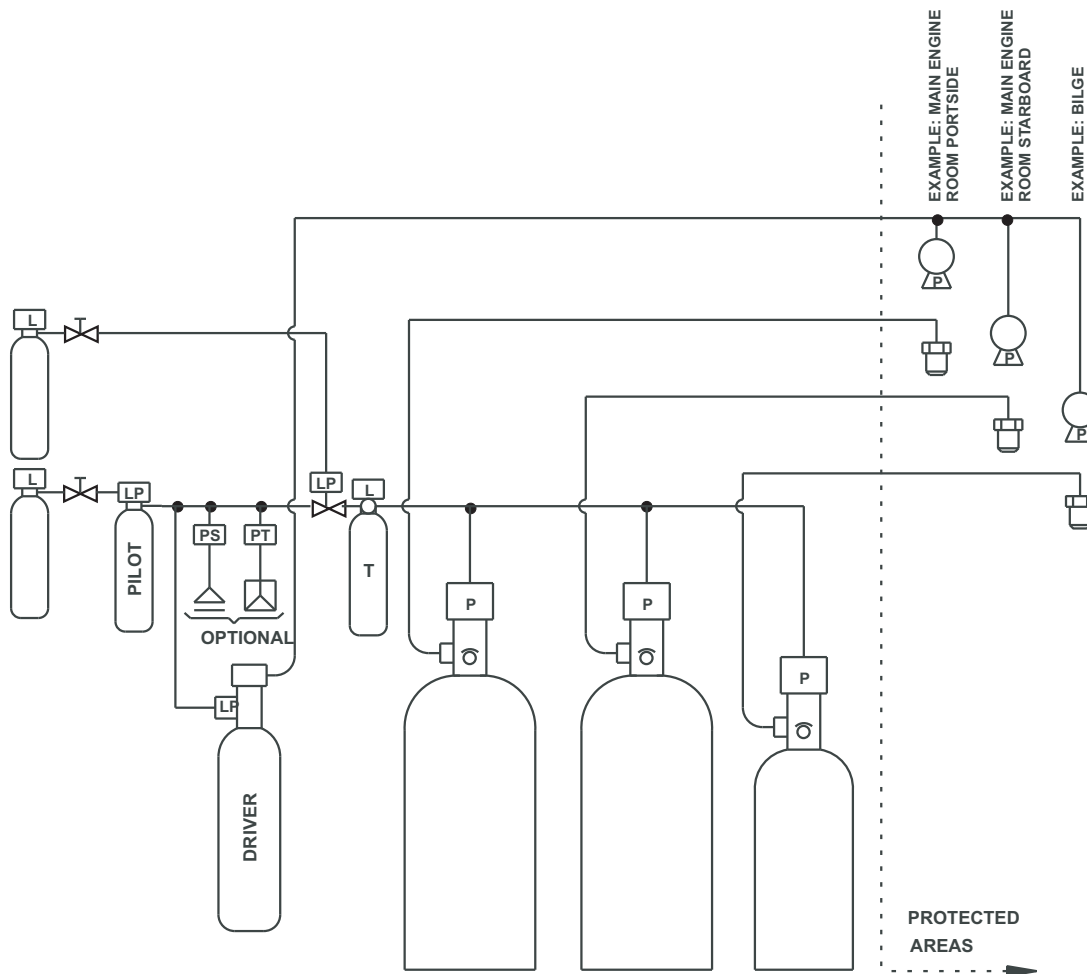 EXAMPLE: MAIN ENGINE
ROOM PORTSIDE
EXAMPLE: MAIN ENGINE
ROOM STARBOARD
EXAMPLE: BILGE
P
P
P
L
L
LP
LP
L
PS
PT
PILOT
T
OPTIONAL
P
P
P
LP
DRIVER
PROTECTED
AREAS